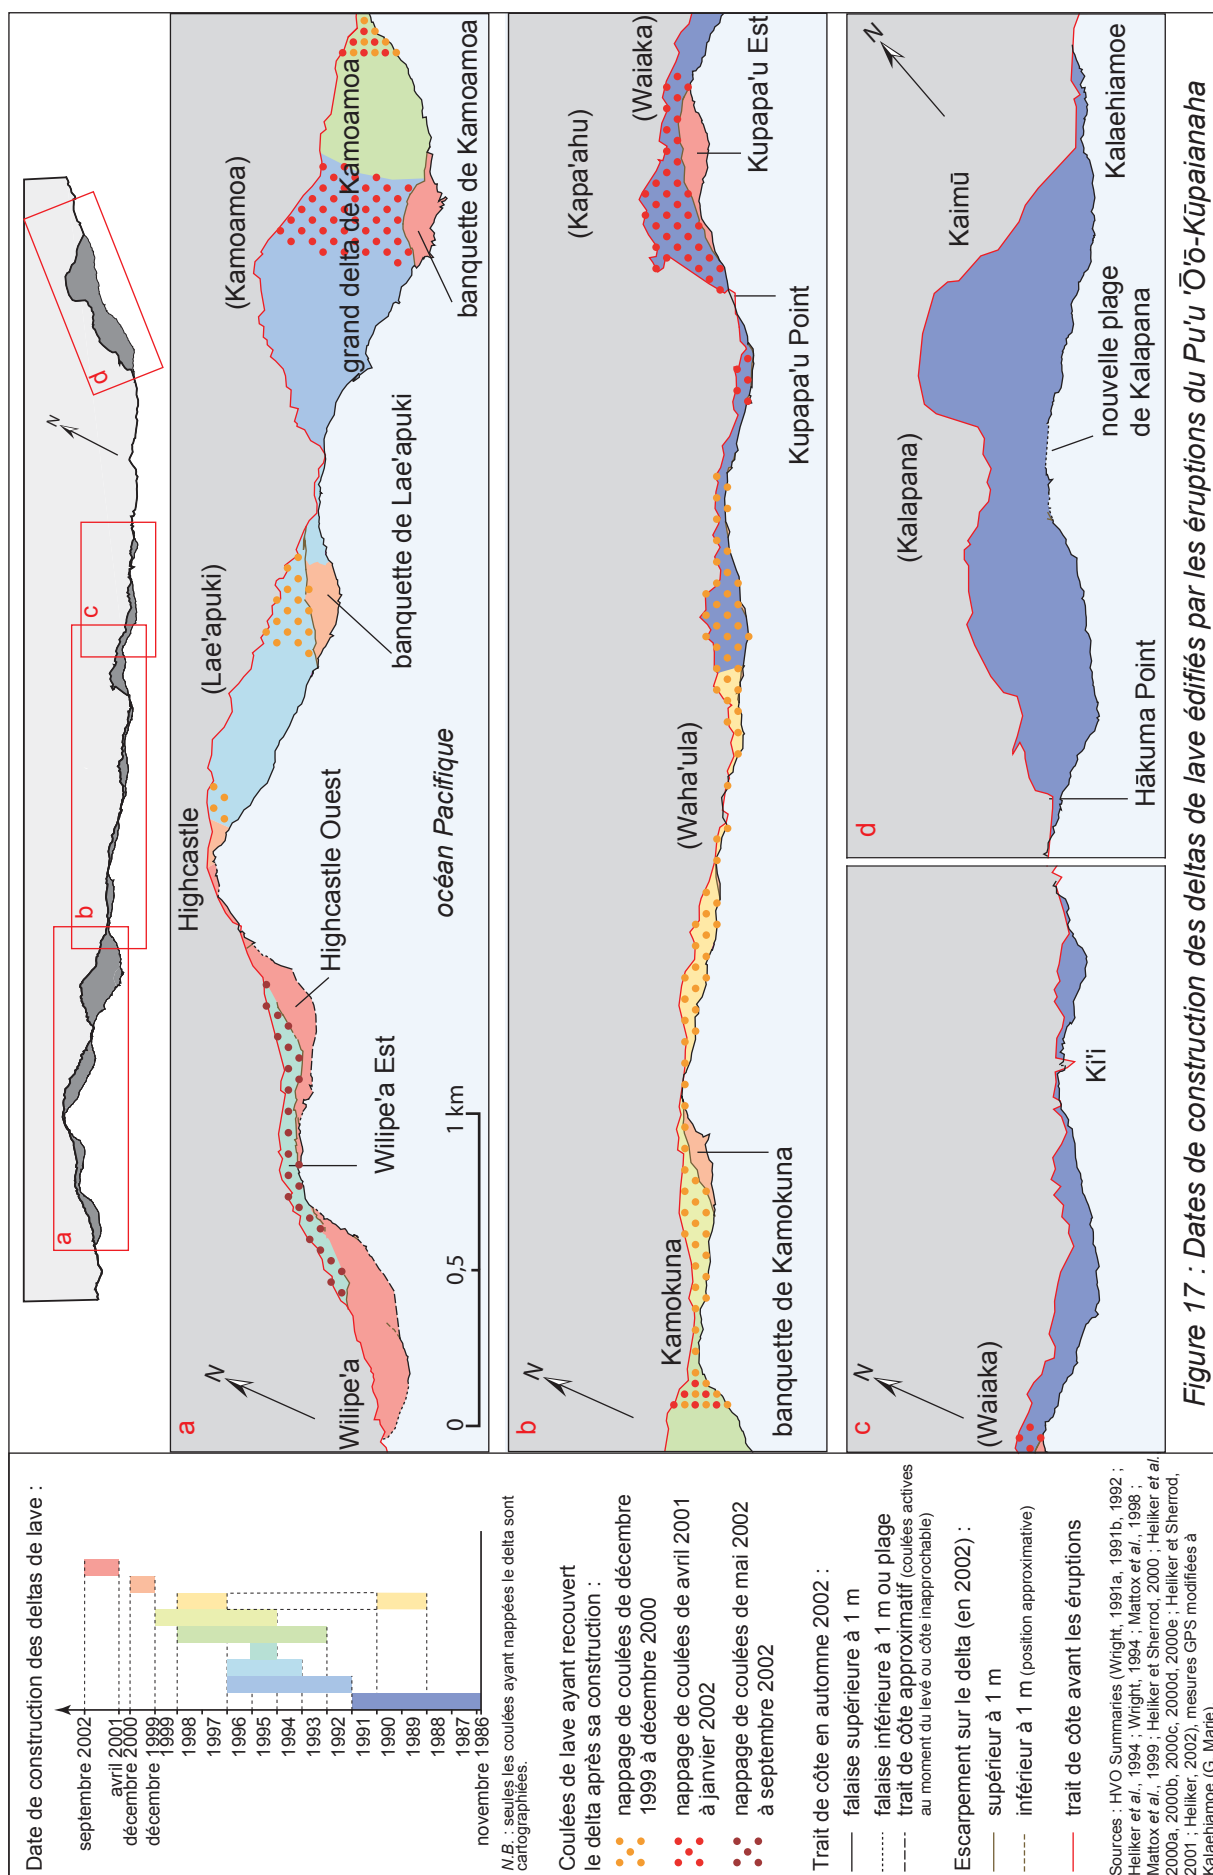 Date de construction des deltas de lave :
septembre 2002
avril 2001
décembre 2000
décembre 1999
1999
1998
1997
1996
1995
1994
1993
1992
1991
1990
1989
1988
1987
1986
novembre 1986
N.B. : seules les coulées ayant nappées le delta sont
cartographiées.
Coulées de lave ayant recouvert
le delta après sa construction :
nappage de coulées de décembre
1999 à décembre 2000
nappage de coulées de avril 2001
à janvier 2002
nappage de coulées de mai 2002
à septembre 2002
Trait de côte en automne 2002 :
falaise supérieure à 1 m
falaise inférieure à 1 m ou plage
trait de côte approximatif (coulées actives
au moment du levé ou côte inapprochable)
Escarpement sur le delta (en 2002) :
supérieur à 1 m
inférieur à 1 m (position approximative)
trait de côte avant les éruptions
Sources : HVO Summaries (Wright, 1991a, 1991b, 1992 ;
Heliker et al., 1994 ; Wright, 1994 ; Mattox et al., 1998 ;
Mattox et al., 1999 ; Heliker et Sherrod, 2000 ; Heliker et al.
2000a, 2000b, 2000c, 2000d, 2000e ; Heliker et Sherrod,
2001 ; Heliker, 2002), mesures GPS modifiées à
Kalaehiamoe (G. Marie)
a
b
c
d
N
a
N
Wilipe'a
Wilipe'a Est
Highcastle Ouest
Highcastle
(Lae'apuki)
banquette de Lae'apuki
(Kamoamoa)
grand delta de Kamoamoa
banquette de Kamoamoa
océan Pacifique
0
0,5
1 km
b
N
Kamokuna
banquette de Kamokuna
(Waha'ula)
Kupapa'u Point
(Kapa'ahu)
(Waiaka)
Kupapa'u Est
c
N
(Waiaka)
Ki'i
d
N
Hākuma Point
(Kalapana)
nouvelle plage
de Kalapana
Kaimū
Kalaehiamoe
Figure 17 : Dates de construction des deltas de lave édifiés par les éruptions du Pu'u 'Ō'ō-Kūpaianaha